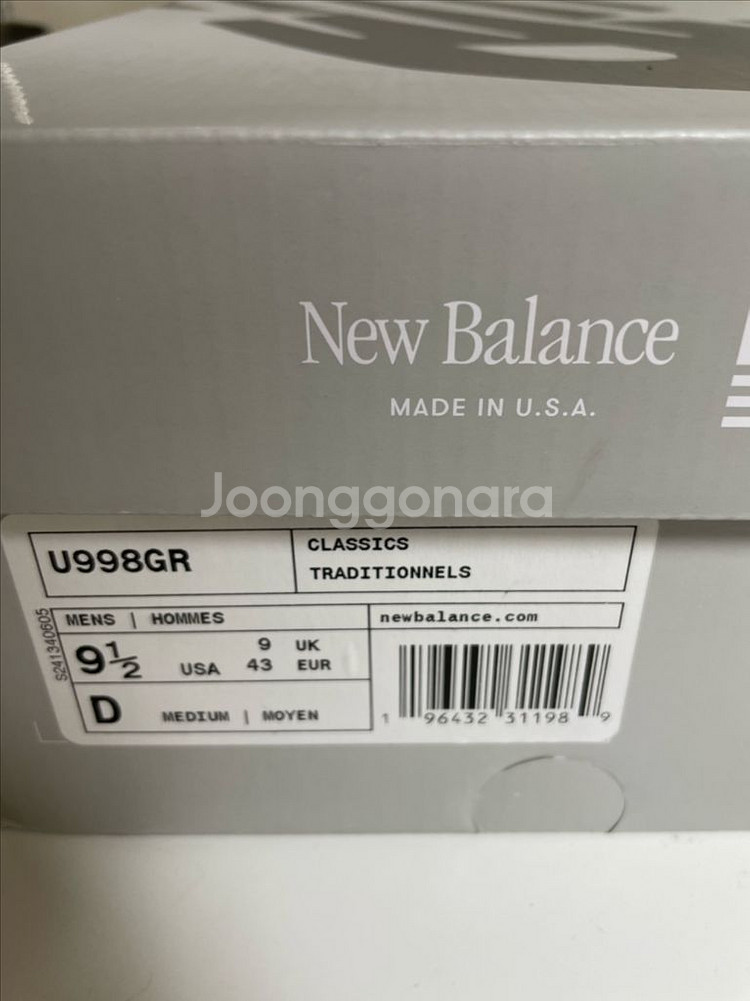 New Balance
MADE IN U.S.A.
Joonggonara
U998GR
CLASSICS
TRADITIONNELS
S241340605
MENS | HOMMES
newbalance.com
9½ USA 9 UK
43 EUR
D MEDIUM | MOYEN
1 96432 31198 9